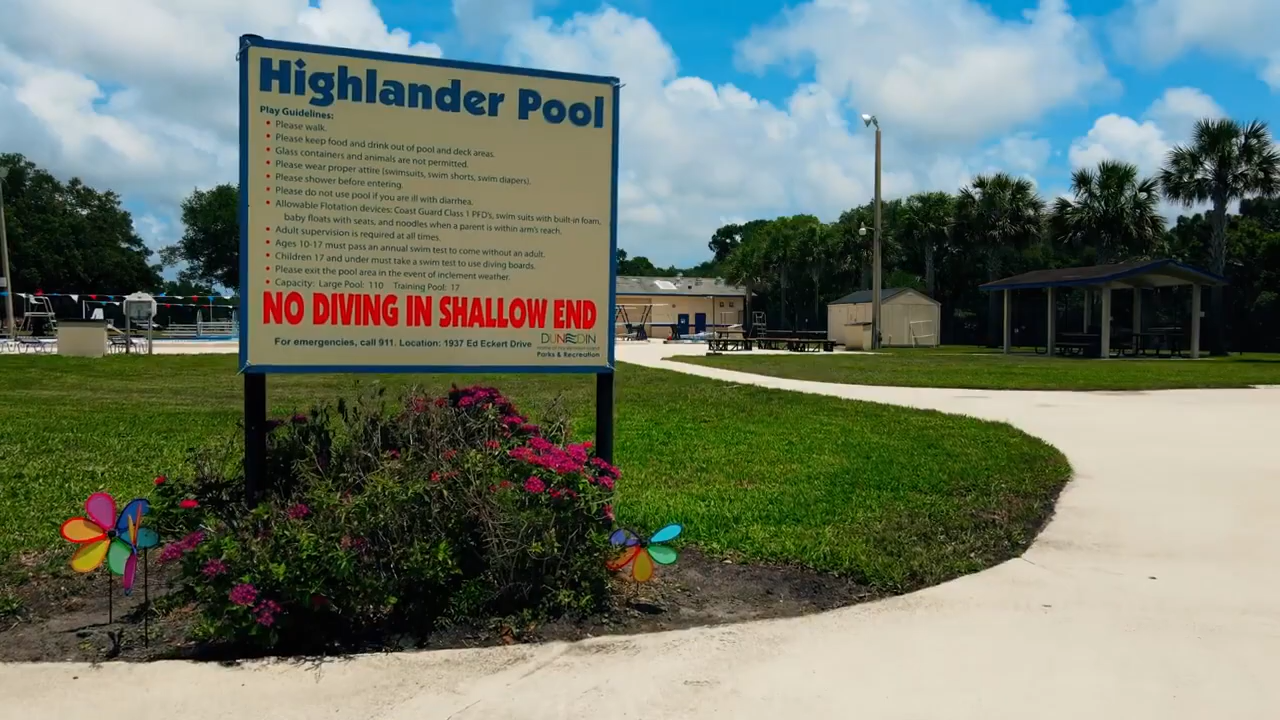 Highlander Pool
Play Guidelines:
• Please walk.
• Please keep food and drink out of pool and deck areas.
• Glass containers and animals are not permitted.
• Please wear proper attire (swimsuits, swim shorts, swim diapers).
• Please shower before entering.
• Please do not use pool if you are ill with diarrhea.
• Allowable Flotation devices: Coast Guard Class 1 PFD's, swim suits with built-in foam,
baby floats with seats, and noodles when a parent is within arm's reach.
• Adult supervision is required at all times.
• Ages 10-17 must pass an annual swim test to come without an adult.
• Children 17 and under must take a swim test to use diving boards.
• Please exit the pool area in the event of inclement weather.
• Capacity: Large Pool: 110 Training Pool: 17
NO DIVING IN SHALLOW END
For emergencies, call 911. Location: 1937 Ed Eckert Drive
DUNEDIN
Parks & Recreation